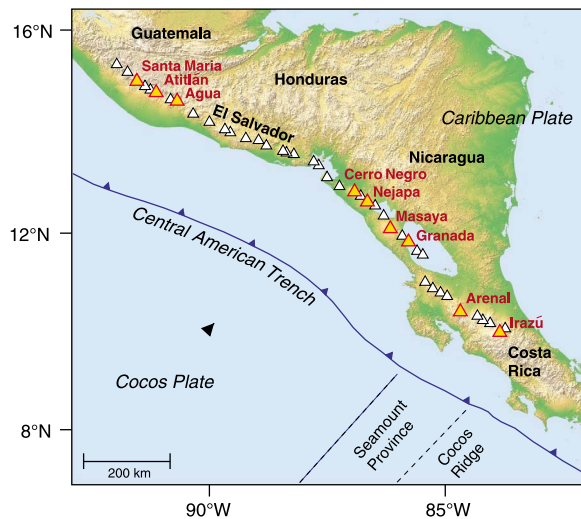 16°N
Guatemala
Santa Maria
Atitlán
Agua
Honduras
El Salvador
Caribbean Plate
Nicaragua
Cerro Negro
Nejapa
12°N
Masaya
Granada
Central American Trench
Arenal
Irazú
Costa
Rica
Cocos Plate
8°N
Seamount
Province
Cocos
Ridge
200 km
90°W
85°W